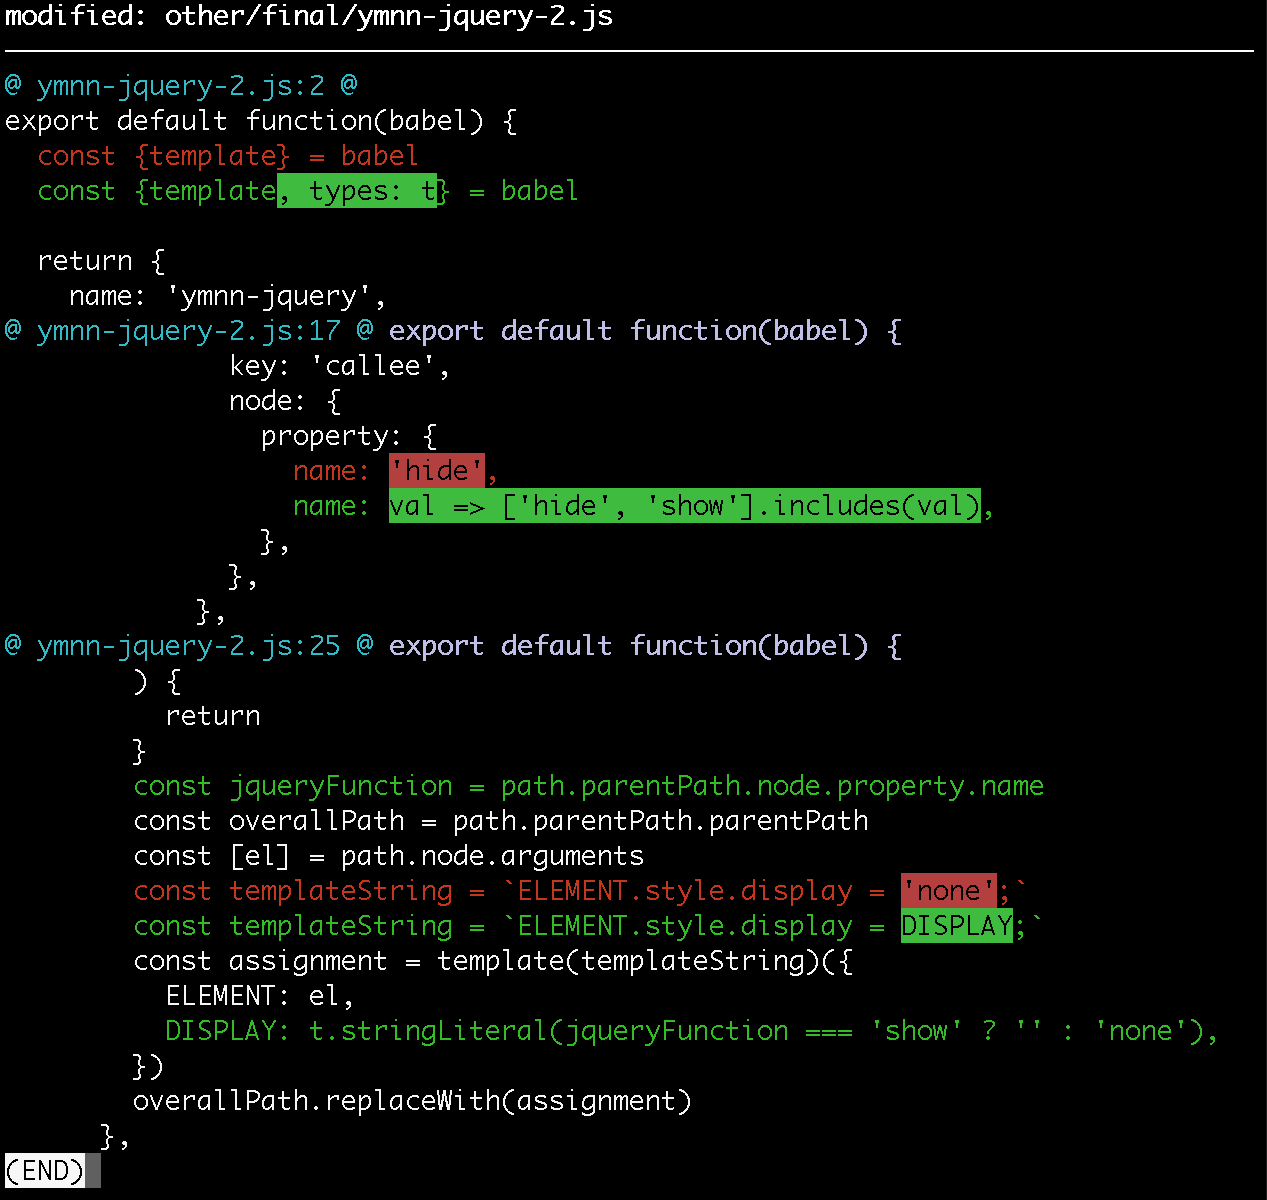 modified: other/final/ymnn-jquery-2.js
@ ymnn-jquery-2.js:2 @
export default function(babel) {
  const {template} = babel
  const {template, types: t} = babel

  return {
    name: 'ymnn-jquery',
@ ymnn-jquery-2.js:17 @ export default function(babel) {
              key: 'callee',
              node: {
                property: {
                  name: 'hide',
                  name: val => ['hide', 'show'].includes(val),
                },
              },
            },
@ ymnn-jquery-2.js:25 @ export default function(babel) {
        ) {
          return
        }
        const jqueryFunction = path.parentPath.node.property.name
        const overallPath = path.parentPath.parentPath
        const [el] = path.node.arguments
        const templateString = `ELEMENT.style.display = 'none';`
        const templateString = `ELEMENT.style.display = DISPLAY;`
        const assignment = template(templateString)({
          ELEMENT: el,
          DISPLAY: t.stringLiteral(jqueryFunction === 'show' ? '' : 'none'),
        })
        overallPath.replaceWith(assignment)
      },
(END)